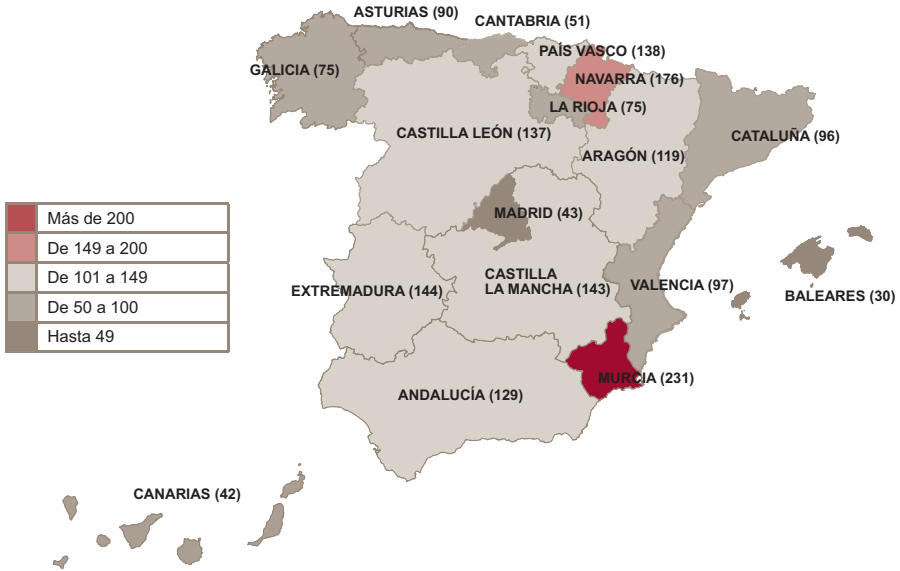 ASTURIAS (90)
CANTABRIA (51)
PAÍS VASCO (138)
GALICIA (75)
NAVARRA (176)
LA RIOJA (75)
CASTILLA LEÓN (137)
CATALUÑA (96)
ARAGÓN (119)
MADRID (43)
Más de 200
De 149 a 200
De 101 a 149
De 50 a 100
Hasta 49
CASTILLA
LA MANCHA (143)
VALENCIA (97)
EXTREMADURA (144)
BALEARES (30)
MURCIA (231)
ANDALUCÍA (129)
CANARIAS (42)